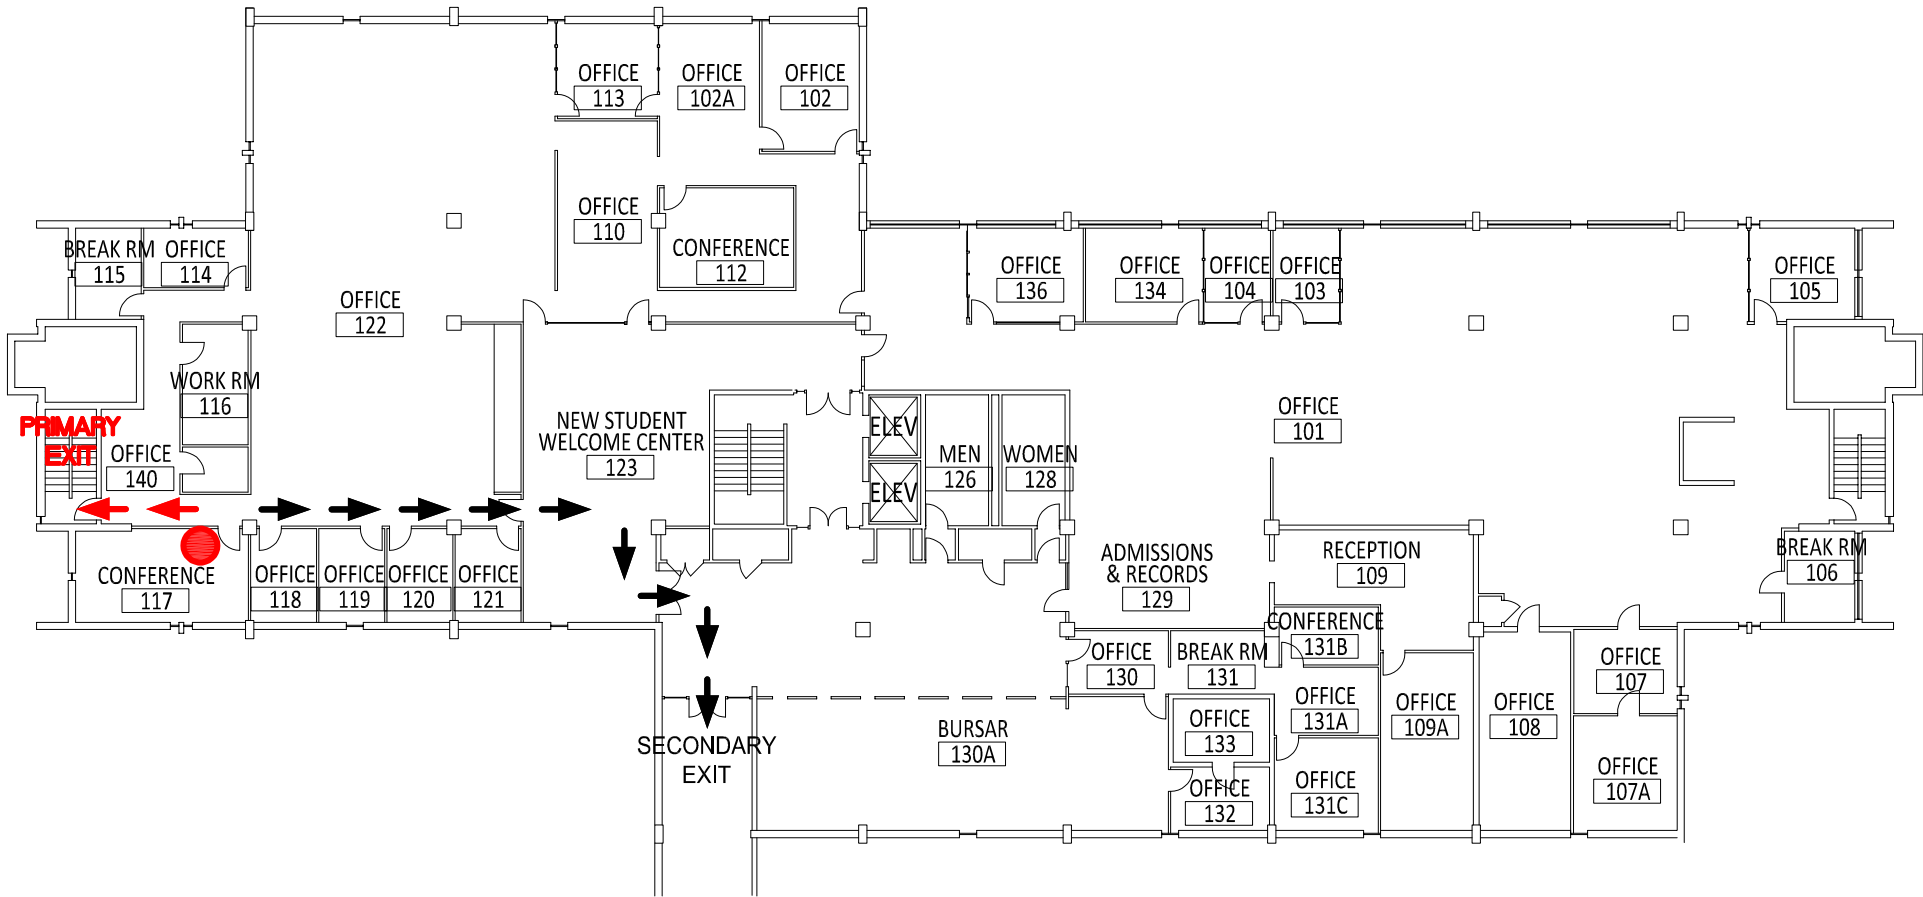 OFFICE
113
OFFICE
102A
OFFICE
102
OFFICE
110
CONFERENCE
112
BREAK RM
115
OFFICE
114
OFFICE
122
OFFICE
136
OFFICE
134
OFFICE
104
OFFICE
103
OFFICE
105
WORK RM
116
PRIMARY
EXIT
OFFICE
140
NEW STUDENT
WELCOME CENTER
123
ELEV
ELEV
MEN
126
WOMEN
128
OFFICE
101
CONFERENCE
117
OFFICE
118
OFFICE
119
OFFICE
120
OFFICE
121
ADMISSIONS
& RECORDS
129
RECEPTION
109
BREAK RM
106
CONFERENCE
131B
OFFICE
130
BREAK RM
131
OFFICE
107
OFFICE
131A
OFFICE
109A
OFFICE
108
OFFICE
133
BURSAR
130A
SECONDARY
EXIT
OFFICE
132
OFFICE
131C
OFFICE
107A